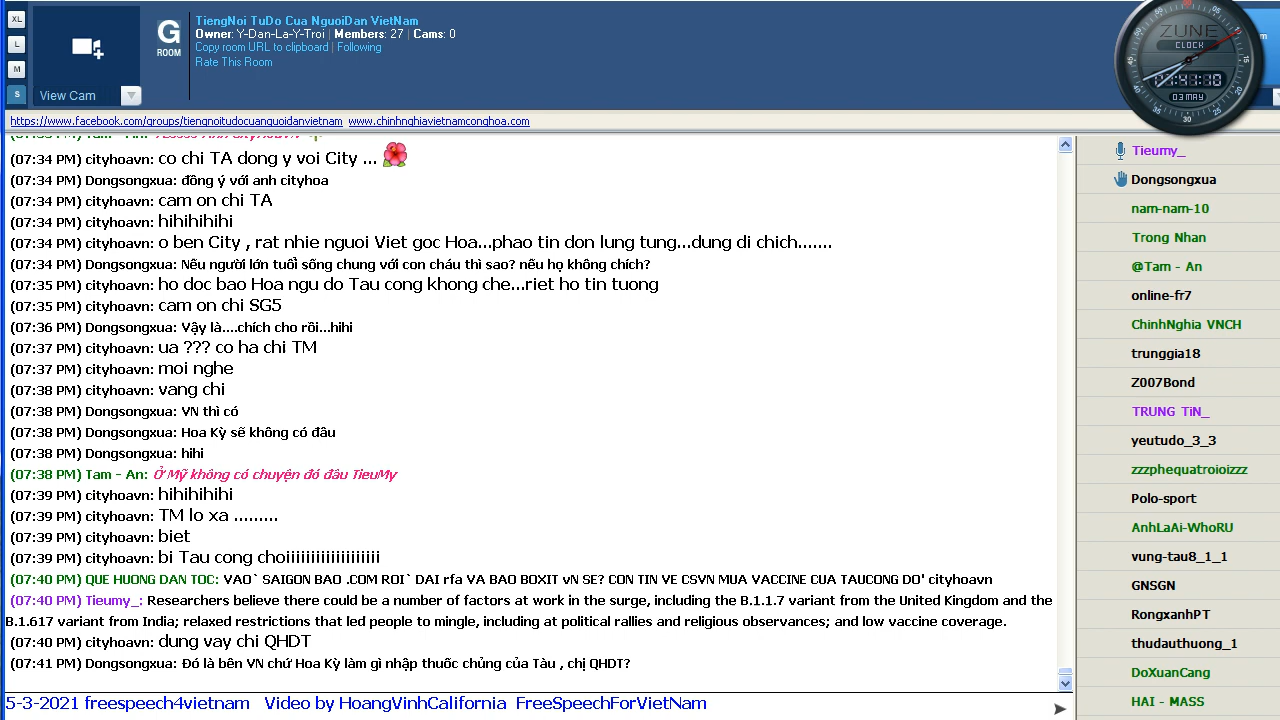 XL
L
M
S
View Cam
G
ROOM
TiengNoi TuDo Cua NguoiDan VietNam
Owner: Y-Dan-La-Y-Troi | Members: 27 | Cams: 0
Copy room URL to clipboard | Following
Rate This Room
ZUNE
CLOCK
03 MAY
https://www.facebook.com/groups/tiengnoitudocuanguoidanvietnam www.chinhnghiavietnamconghoa.com
(07:34 PM) cityhoavn: co chi TA dong y voi City ...
(07:34 PM) Dongsongxua: đồng ý với anh cityhoa
(07:34 PM) cityhoavn: cam on chi TA
(07:34 PM) cityhoavn: hihihihihi
(07:34 PM) cityhoavn: o ben City , rat nhie nguoi Viet goc Hoa...phao tin don lung tung...dung di chich.......
(07:34 PM) Dongsongxua: Nếu người lớn tuổi sống chung với con cháu thì sao? nếu họ không chích?
(07:35 PM) cityhoavn: ho doc bao Hoa ngu do Tau cong khong che...riet ho tin tuong
(07:35 PM) cityhoavn: cam on chi SG5
(07:36 PM) Dongsongxua: Vậy là....chích cho rồi...hihi
(07:37 PM) cityhoavn: ua ??? co ha chi TM
(07:37 PM) cityhoavn: moi nghe
(07:38 PM) cityhoavn: vang chi
(07:38 PM) Dongsongxua: VN thì có
(07:38 PM) Dongsongxua: Hoa Kỳ sẽ không có đâu
(07:38 PM) Dongsongxua: hihi
(07:38 PM) Tam - An: Ở Mỹ không có chuyện đó đâu TieuMy
(07:39 PM) cityhoavn: hihihihihi
(07:39 PM) cityhoavn: TM lo xa .........
(07:39 PM) cityhoavn: biet
(07:39 PM) cityhoavn: bi Tau cong choiiiiiiiiiiiiiiiiiii
(07:40 PM) QUE HUONG DAN TOC: VAO` SAIGON BAO .COM ROI` DAI rfa VA BAO BOXIT vN SE? CON TIN VE CSVN MUA VACCINE CUA TAUCONG DO' cityhoavn
(07:40 PM) Tieumy_: Researchers believe there could be a number of factors at work in the surge, including the B.1.1.7 variant from the United Kingdom and the
B.1.617 variant from India; relaxed restrictions that led people to mingle, including at political rallies and religious observances; and low vaccine coverage.
(07:40 PM) cityhoavn: dung vay chi QHDT
(07:41 PM) Dongsongxua: Đó là bên VN chứ Hoa Kỳ làm gì nhập thuốc chủng của Tàu , chị QHDT?
Tieumy_
Dongsongxua
nam-nam-10
Trong Nhan
@Tam - An
online-fr7
ChinhNghia VNCH
trunggia18
Z007Bond
TRUNG TiN_
yeutudo_3_3
zzzphequatroioizzz
Polo-sport
AnhLaAi-WhoRU
vung-tau8_1_1
GNSGN
RongxanhPT
thudauthuong_1
DoXuanCang
HAI - MASS
5-3-2021 freespeech4vietnam Video by HoangVinhCalifornia FreeSpeechForVietNam